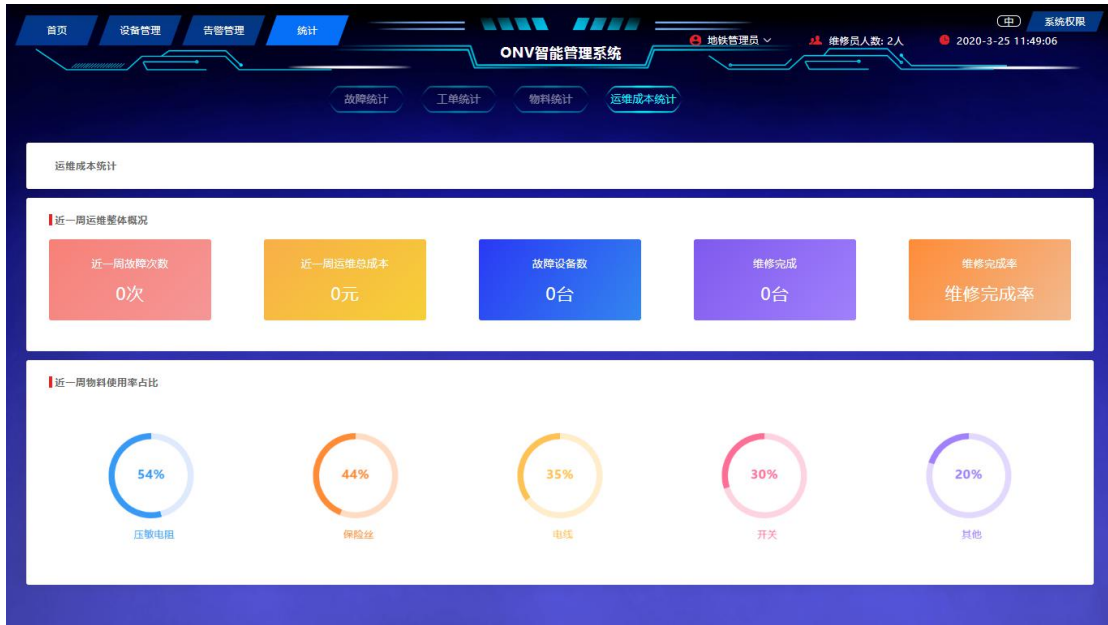 首页 设备管理 告警管理 统计
ONV智能管理系统
地铁管理员
维修员人数: 2人
中 系统权限
2020-3-25 11:49:06
故障统计 工单统计 物料统计 运维成本统计
运维成本统计
近一周运维整体概况
近一周故障次数 近一周运维总成本 故障设备数 维修完成 维修完成率
0次 0元 0台 0台 维修完成率
近一周物料使用率占比
54% 44% 35% 30% 20%
压敏电阻 保险丝 电线 开关 其他